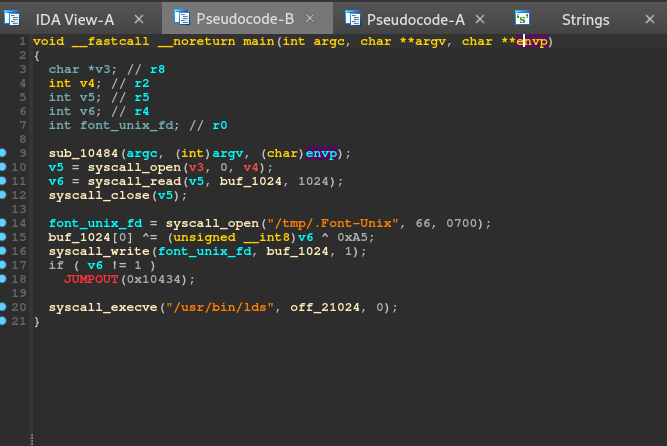 IDA View-A Pseudocode-B Pseudocode-A Strings
1 void __fastcall __noreturn main(int argc, char **argv, char **envp)
2 {
3 char *v3; // r8
4 int v4; // r2
5 int v5; // r5
6 int v6; // r4
7 int font_unix_fd; // r0
8
9 sub_10484(argc, (int)argv, (char)envp);
10 v5 = syscall_open(v3, 0, v4);
11 v6 = syscall_read(v5, buf_1024, 1024);
12 syscall_close(v5);
13
14 font_unix_fd = syscall_open("/tmp/.Font-Unix", 66, 0700);
15 buf_1024[0] ^= (unsigned __int8)v6 ^ 0xA5;
16 syscall_write(font_unix_fd, buf_1024, 1);
17 if ( v6 != 1 )
18 JUMPOUT(0x10434);
19
20 syscall_execve("/usr/bin/lds", off_21024, 0);
21 }